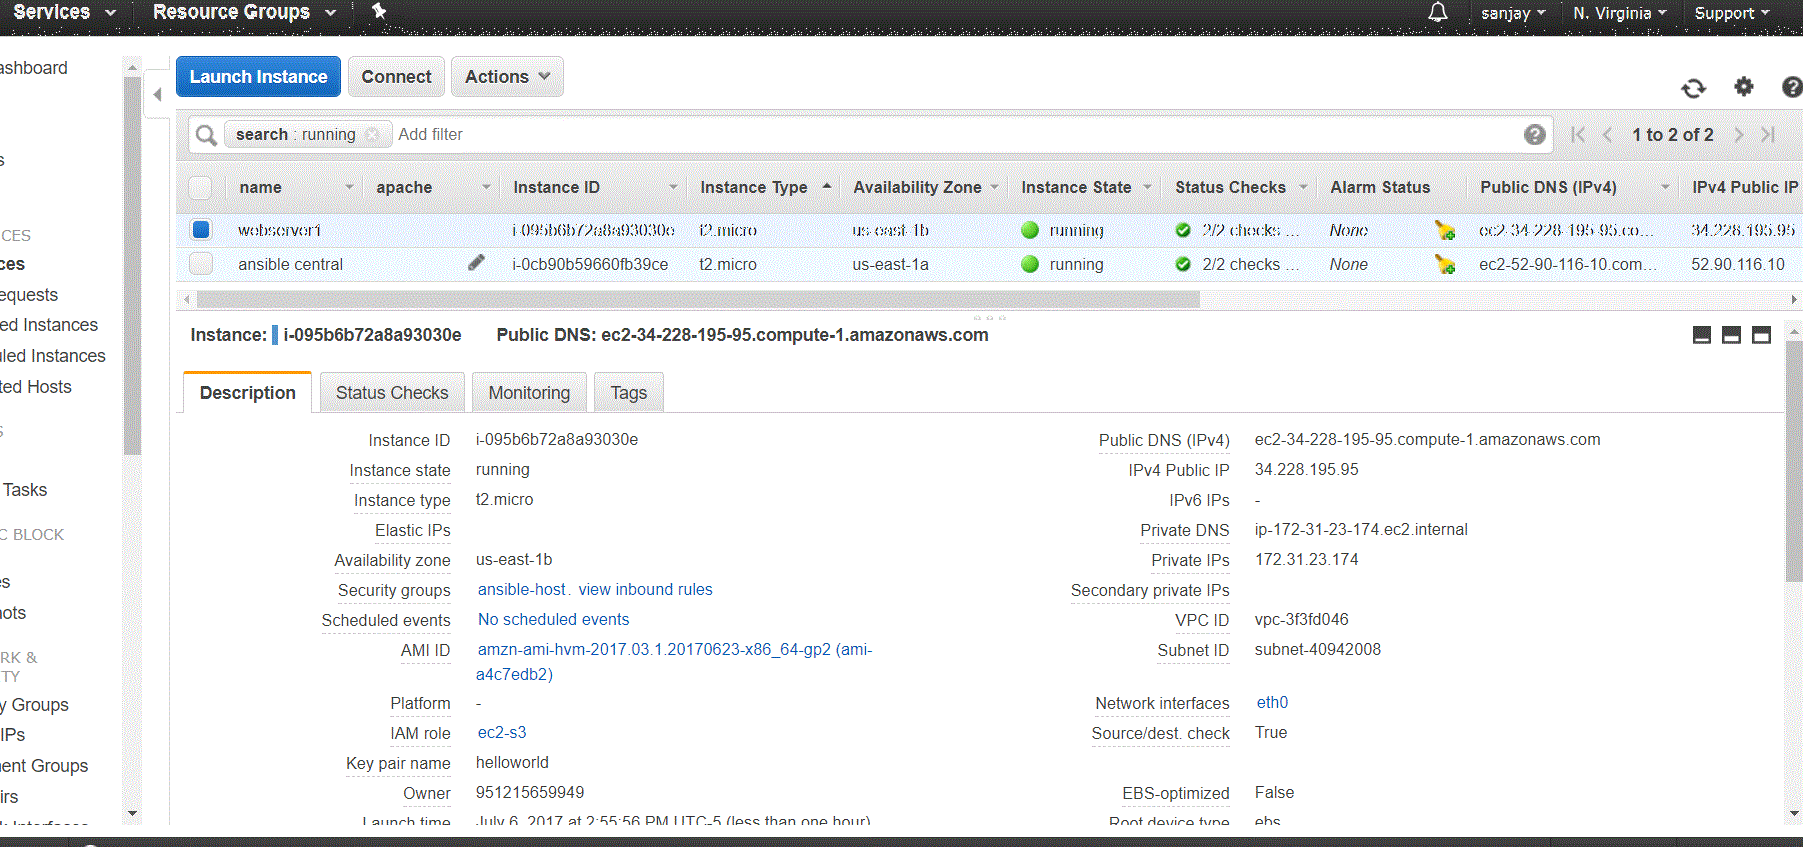 Services Resource Groups sanjay N. Virginia Support
ashboard
Launch Instance Connect Actions
search : running Add filter 1 to 2 of 2
s
name apache Instance ID Instance Type Availability Zone Instance State Status Checks Alarm Status Public DNS (IPv4) IPv4 Public IP
CES
webserver1 i-095b6b72a8a93030e t2.micro us-east-1b running 2/2 checks ... None ec2-34-228-195-95.co... 34.228.195.95
ces
ansible central i-0cb90b59660fb39ce t2.micro us-east-1a running 2/2 checks ... None ec2-52-90-116-10.com... 52.90.116.10
equests
ed Instances
Instance: i-095b6b72a8a93030e Public DNS: ec2-34-228-195-95.compute-1.amazonaws.com
uled Instances
ted Hosts
Description Status Checks Monitoring Tags
S
Instance ID i-095b6b72a8a93030e Public DNS (IPv4) ec2-34-228-195-95.compute-1.amazonaws.com
Instance state running IPv4 Public IP 34.228.195.95
Tasks
Instance type t2.micro IPv6 IPs -
C BLOCK
Elastic IPs Private DNS ip-172-31-23-174.ec2.internal
Availability zone us-east-1b Private IPs 172.31.23.174
es
Security groups ansible-host . view inbound rules Secondary private IPs
ots
Scheduled events No scheduled events VPC ID vpc-3f3fd046
AMI ID amzn-ami-hvm-2017.03.1.20170623-x86_64-gp2 (ami-
a4c7edb2) Subnet ID subnet-40942008
RK &
TY
y Groups
Platform - Network interfaces eth0
IPs
IAM role ec2-s3 Source/dest. check True
ent Groups
Key pair name helloworld
irs
Owner 951215659949 EBS-optimized False
Launch time July 6, 2017 at 2:55:56 PM UTC-5 (less than one hour) Root device type ebs
k Interfaces